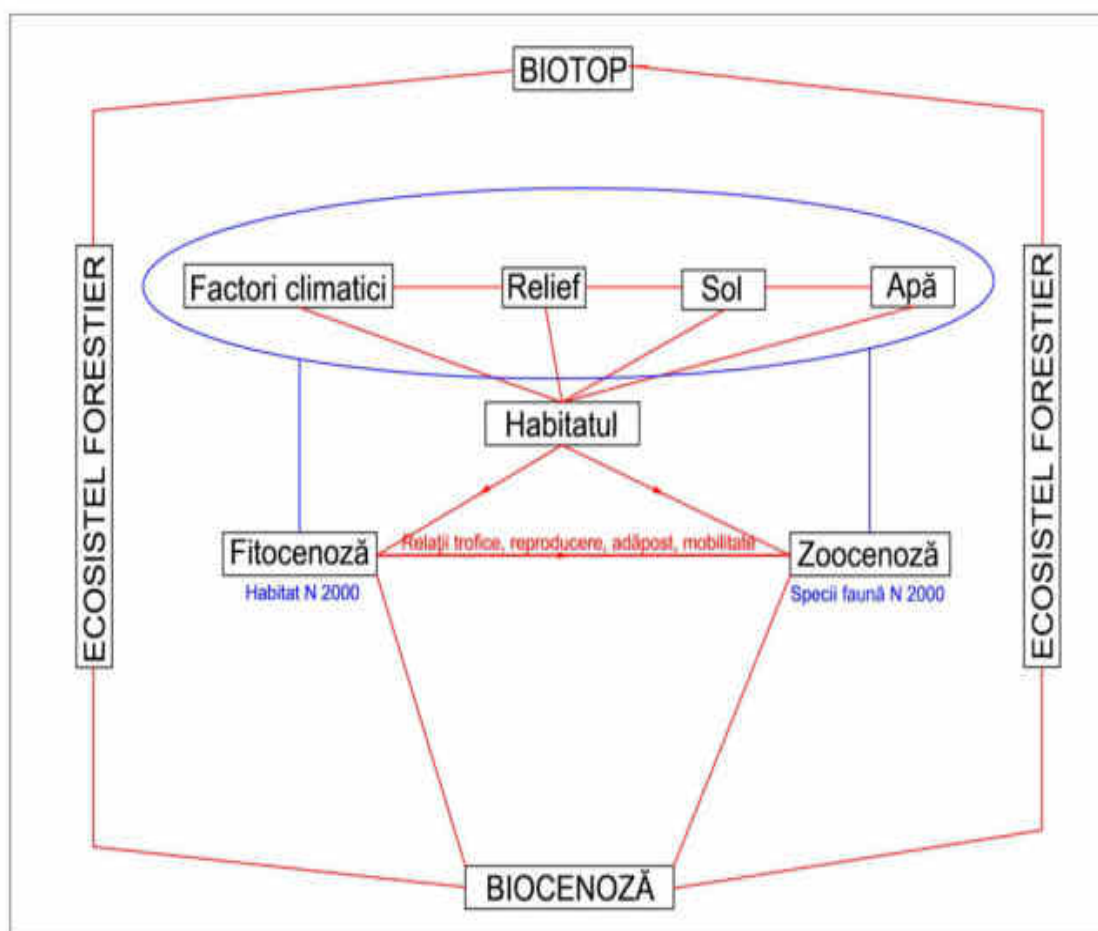 BIOTOP
ECOSISTEL FORESTIER
ECOSISTEL FORESTIER
Factori climatici
Relief
Sol
Apă
Habitatul
Relații trofice, reproducere, adăpost, mobilitate
Fitocenoză
Zoocenoză
Habitat N 2000
Specii faună N 2000
BIOCENOZĂ